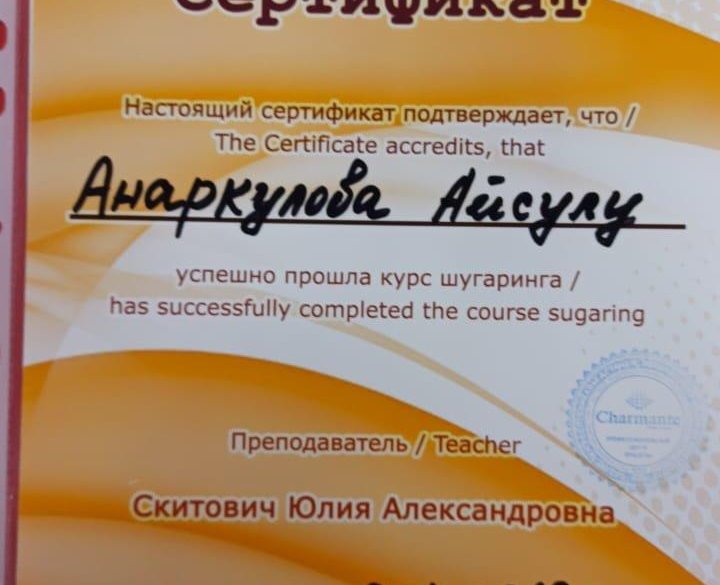 Сертификат
Настоящий сертификат подтверждает, что /
The Certificate accredits, that
Анаркулова Айсулу
успешно прошла курс шугаринга /
has successfully completed the course sugaring
Charmante
Преподаватель / Teacher
Скитович Юлия Александровна